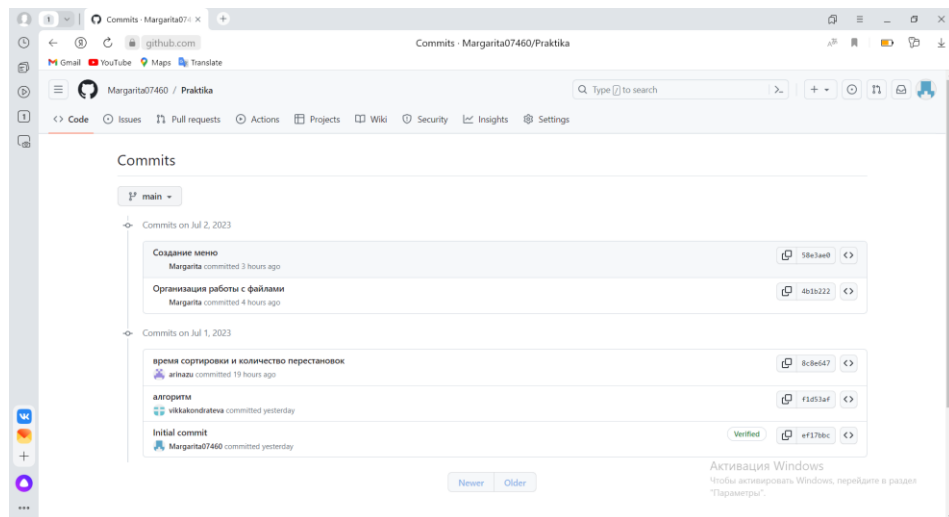 1
Commits · Margarita074
github.com
Commits · Margarita07460/Praktika
Gmail YouTube Maps Translate
Margarita07460 / Praktika
Type / to search
Code Issues Pull requests Actions Projects Wiki Security Insights Settings
1
Commits
main
Commits on Jul 2, 2023
Создание меню
58e3ae0
Margarita committed 3 hours ago
Организация работы с файлами
4b1b222
Margarita committed 4 hours ago
Commits on Jul 1, 2023
время сортировки и количество перестановок
8c8e647
arinazu committed 19 hours ago
алгоритм
f1d53af
vikkakondrateva committed yesterday
Initial commit
Verified ef17bbc
Margarita07460 committed yesterday
Newer Older
Активация Windows
Чтобы активировать Windows, перейдите в раздел
"Параметры".